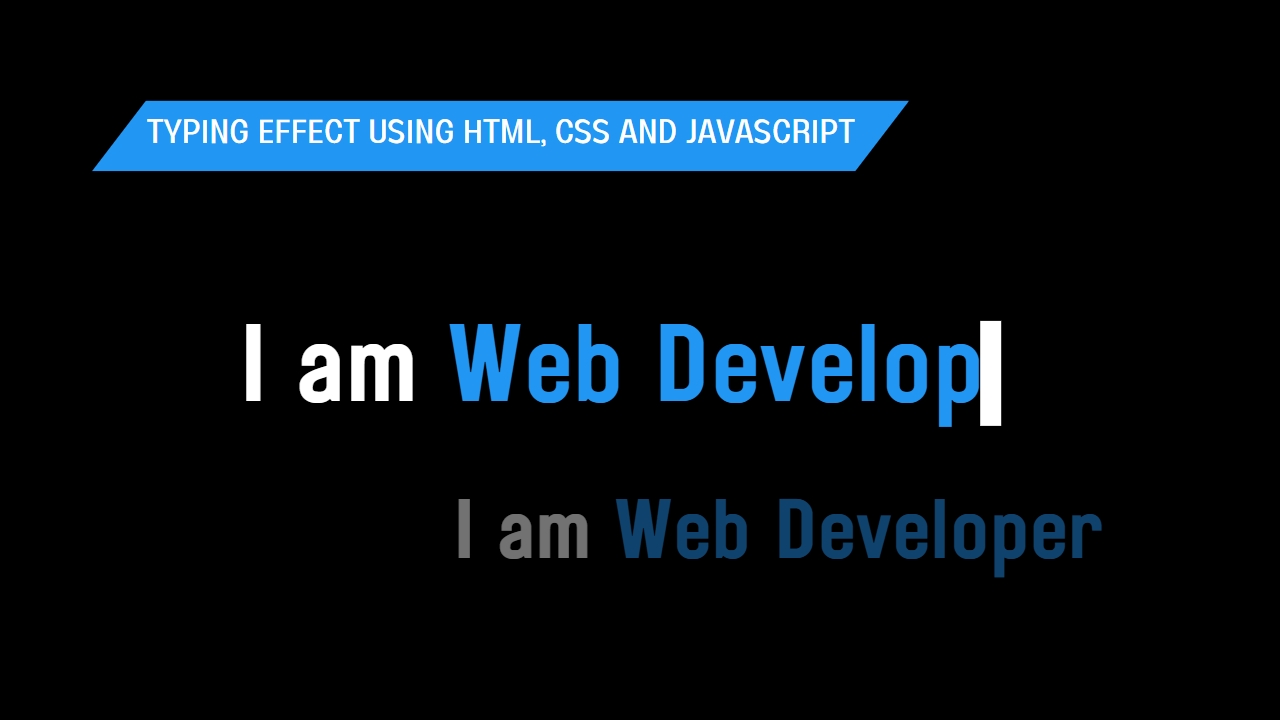 TYPING EFFECT USING HTML, CSS AND JAVASCRIPT
I am Web Develop
I am Web Developer